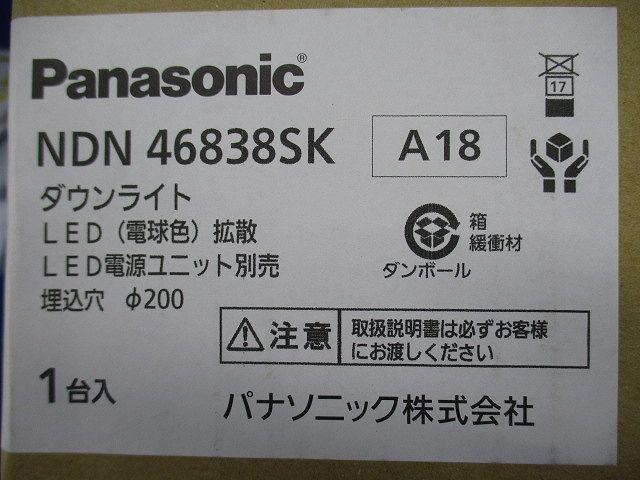 Panasonic®
NDN 46838SK
A18
17
ダウンライト
LED（電球色）拡散
LED電源ユニット別売
埋込穴 φ200
箱
緩衝材
ダンボール
注意
取扱説明書は必ずお客様
にお渡しください
1台入
パナソニック株式会社